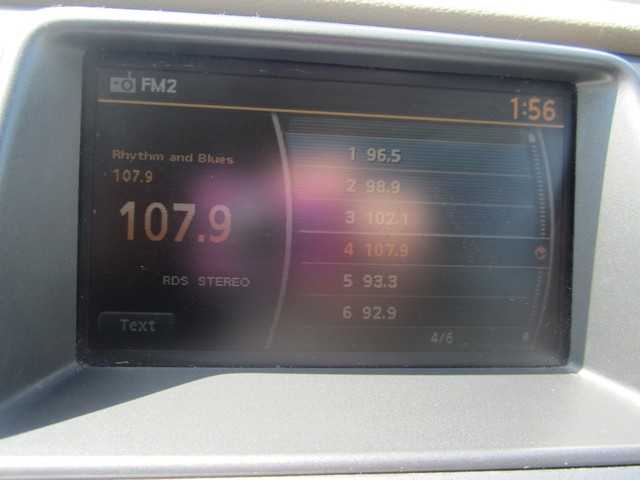 FM2
1:56
Rhythm and Blues
107.9
107.9
RDS STEREO
Text
1 96.5
2 98.9
3 102.1
4 107.9
5 93.3
6 92.9
4/6